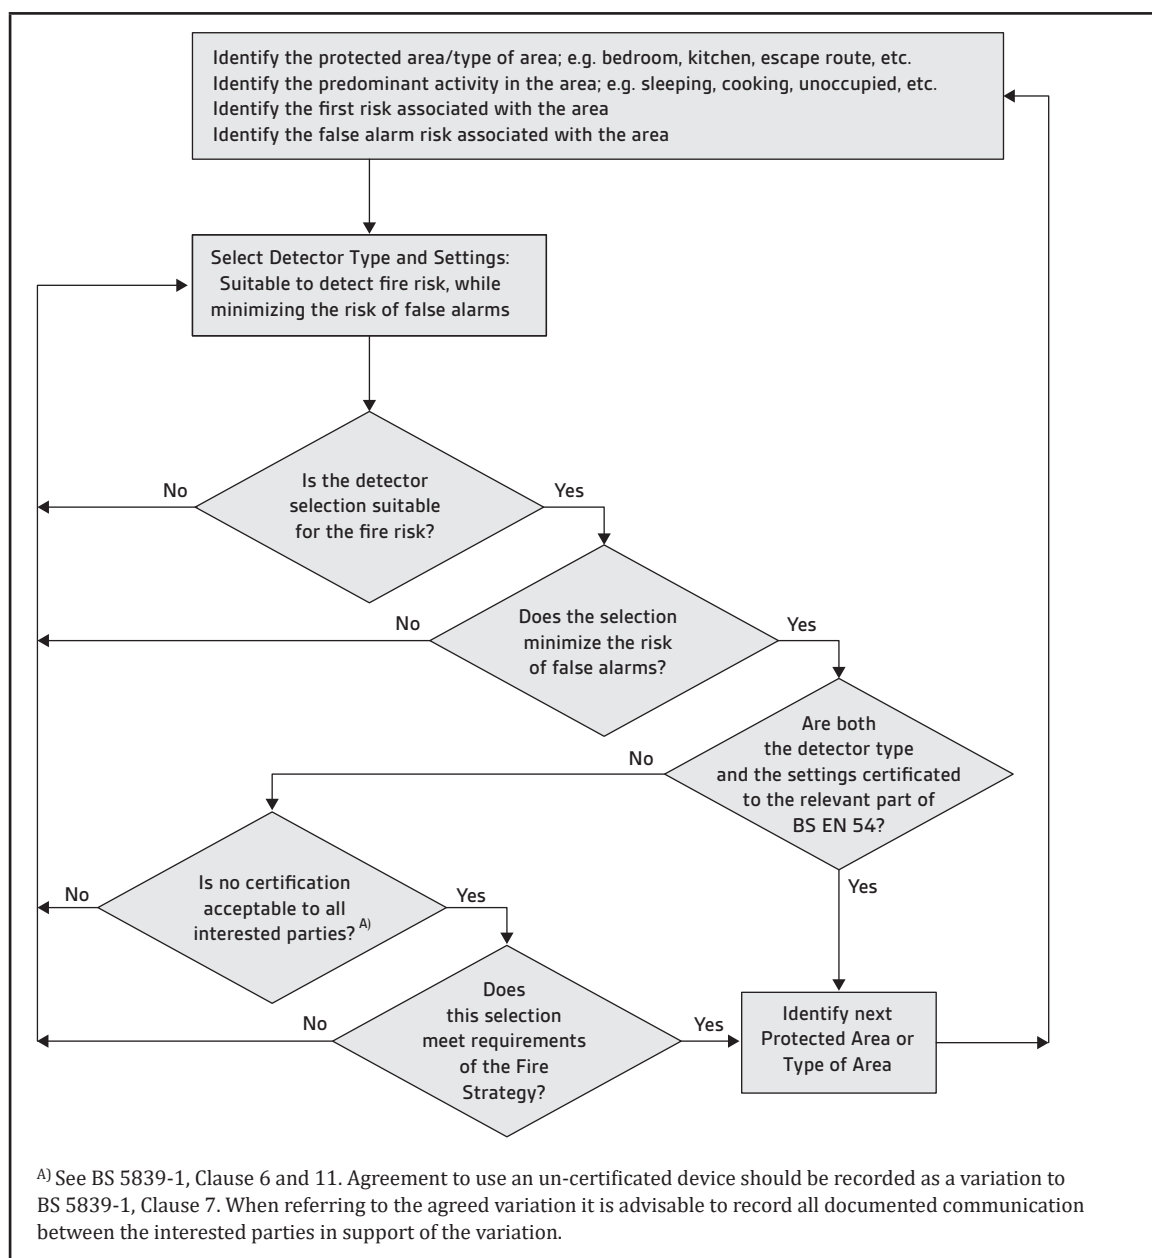 Identify the protected area/type of area; e.g. bedroom, kitchen, escape route, etc.
Identify the predominant activity in the area; e.g. sleeping, cooking, unoccupied, etc.
Identify the first risk associated with the area
Identify the false alarm risk associated with the area
Select Detector Type and Settings:
Suitable to detect fire risk, while
minimizing the risk of false alarms
No
Is the detector
selection suitable
for the fire risk?
Yes
No
Does the selection
minimize the risk
of false alarms?
Yes
No
Are both
the detector type
and the settings certificated
to the relevant part of
BS EN 54?
Yes
No
Is no certification
acceptable to all
interested parties? A)
Yes
No
Does
this selection
meet requirements
of the Fire
Strategy?
Yes
Identify next
Protected Area or
Type of Area
A) See BS 5839-1, Clause 6 and 11. Agreement to use an un-certificated device should be recorded as a variation to
BS 5839-1, Clause 7. When referring to the agreed variation it is advisable to record all documented communication
between the interested parties in support of the variation.